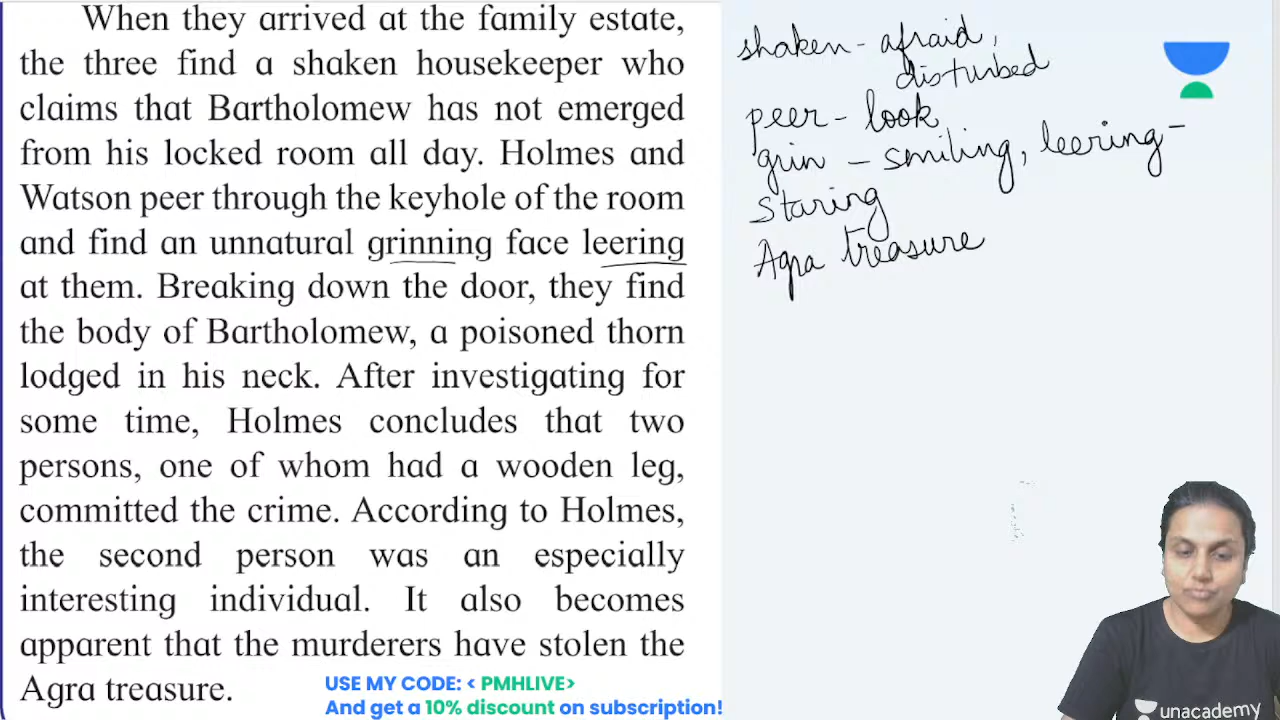 When they arrived at the family estate,
the three find a shaken housekeeper who
claims that Bartholomew has not emerged
from his locked room all day. Holmes and
Watson peer through the keyhole of the room
and find an unnatural grinning face leering
at them. Breaking down the door, they find
the body of Bartholomew, a poisoned thorn
lodged in his neck. After investigating for
some time, Holmes concludes that two
persons, one of whom had a wooden leg,
committed the crime. According to Holmes,
the second person was an especially
interesting individual. It also becomes
apparent that the murderers have stolen the
Agra treasure.
USE MY CODE: < PMHLIVE>
And get a 10% discount on subscription!
shaken - afraid,
disturbed
peer - look
grin - smiling, leering -
staring
Agra treasure
unacademy